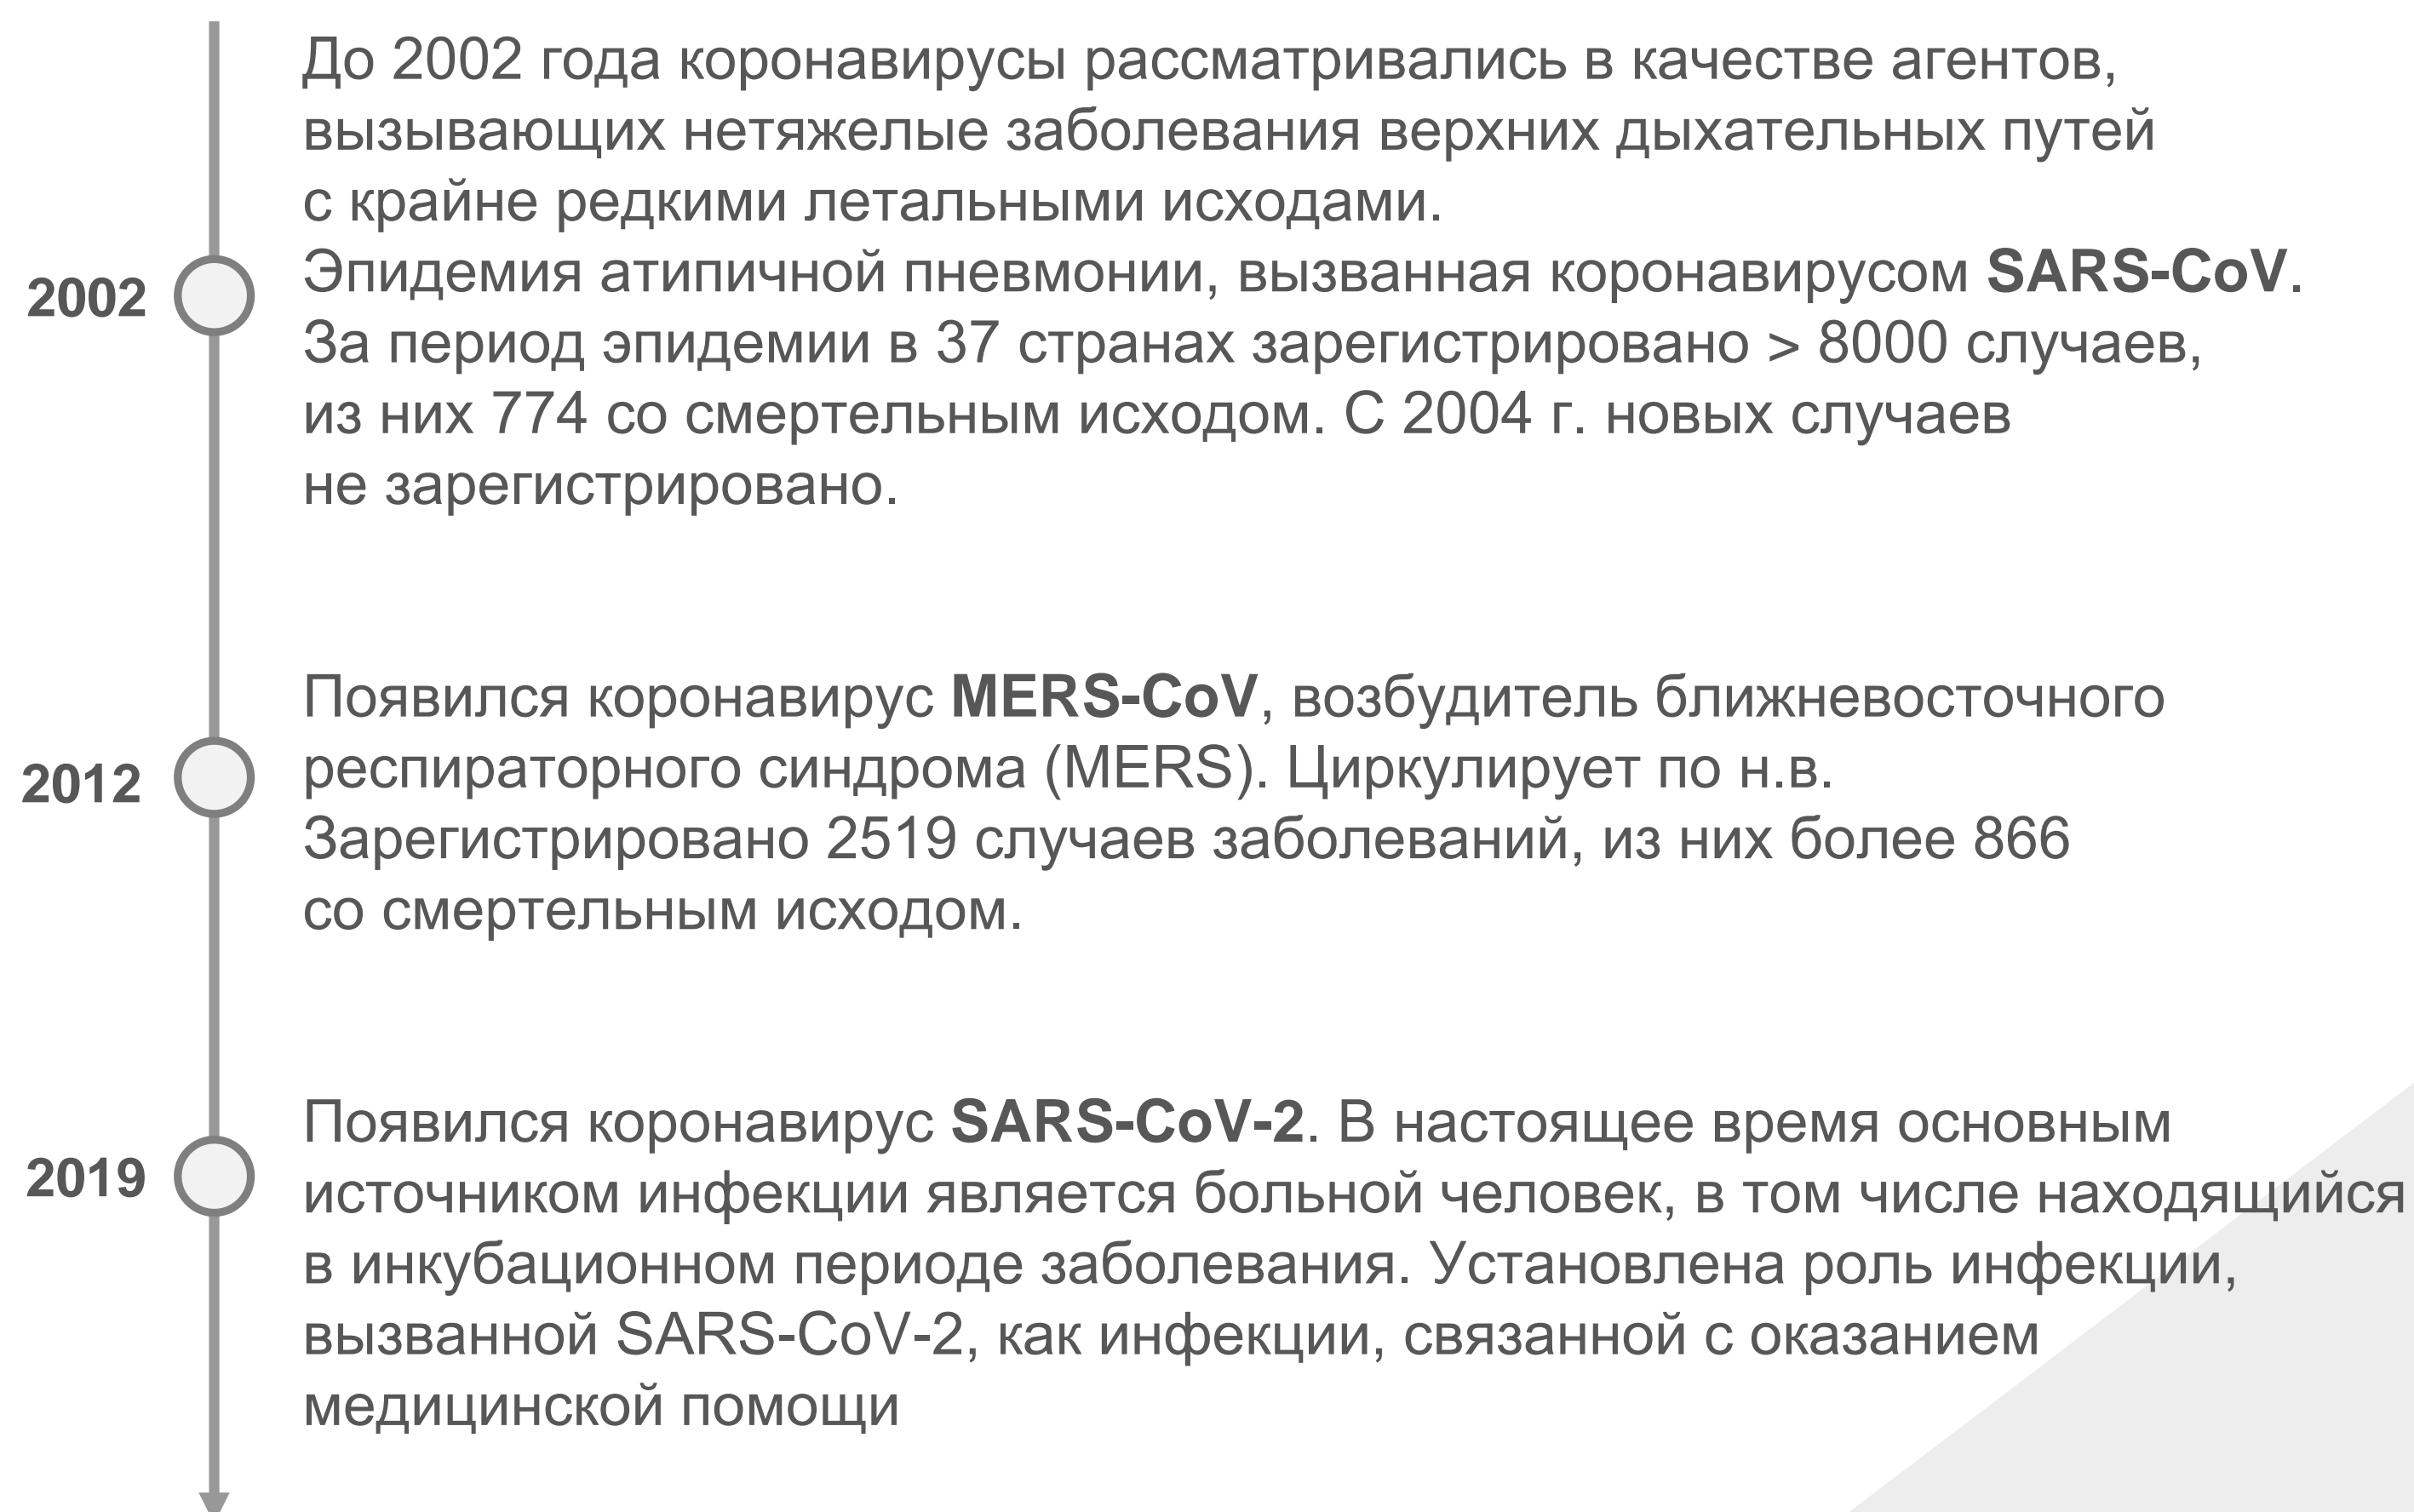 До 2002 года коронавирусы рассматривались в качестве агентов,
вызывающих нетяжелые заболевания верхних дыхательных путей
с крайне редкими летальными исходами.
2002
Эпидемия атипичной пневмонии, вызванная коронавирусом SARS-CoV.
За период эпидемии в 37 странах зарегистрировано > 8000 случаев,
из них 774 со смертельным исходом. С 2004 г. новых случаев
не зарегистрировано.
2012
Появился коронавирус MERS-CoV, возбудитель ближневосточного
респираторного синдрома (MERS). Циркулирует по н.в.
Зарегистрировано 2519 случаев заболеваний, из них более 866
со смертельным исходом.
2019
Появился коронавирус SARS-CoV-2. В настоящее время основным
источником инфекции является больной человек, в том числе находящийся
в инкубационном периоде заболевания. Установлена роль инфекции,
вызванной SARS-CoV-2, как инфекции, связанной с оказанием
медицинской помощи